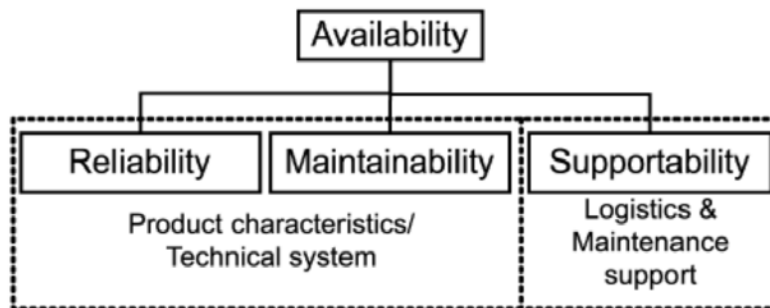 Availability
Reliability
Maintainability
Supportability
Product characteristics/
Technical system
Logistics &
Maintenance
support